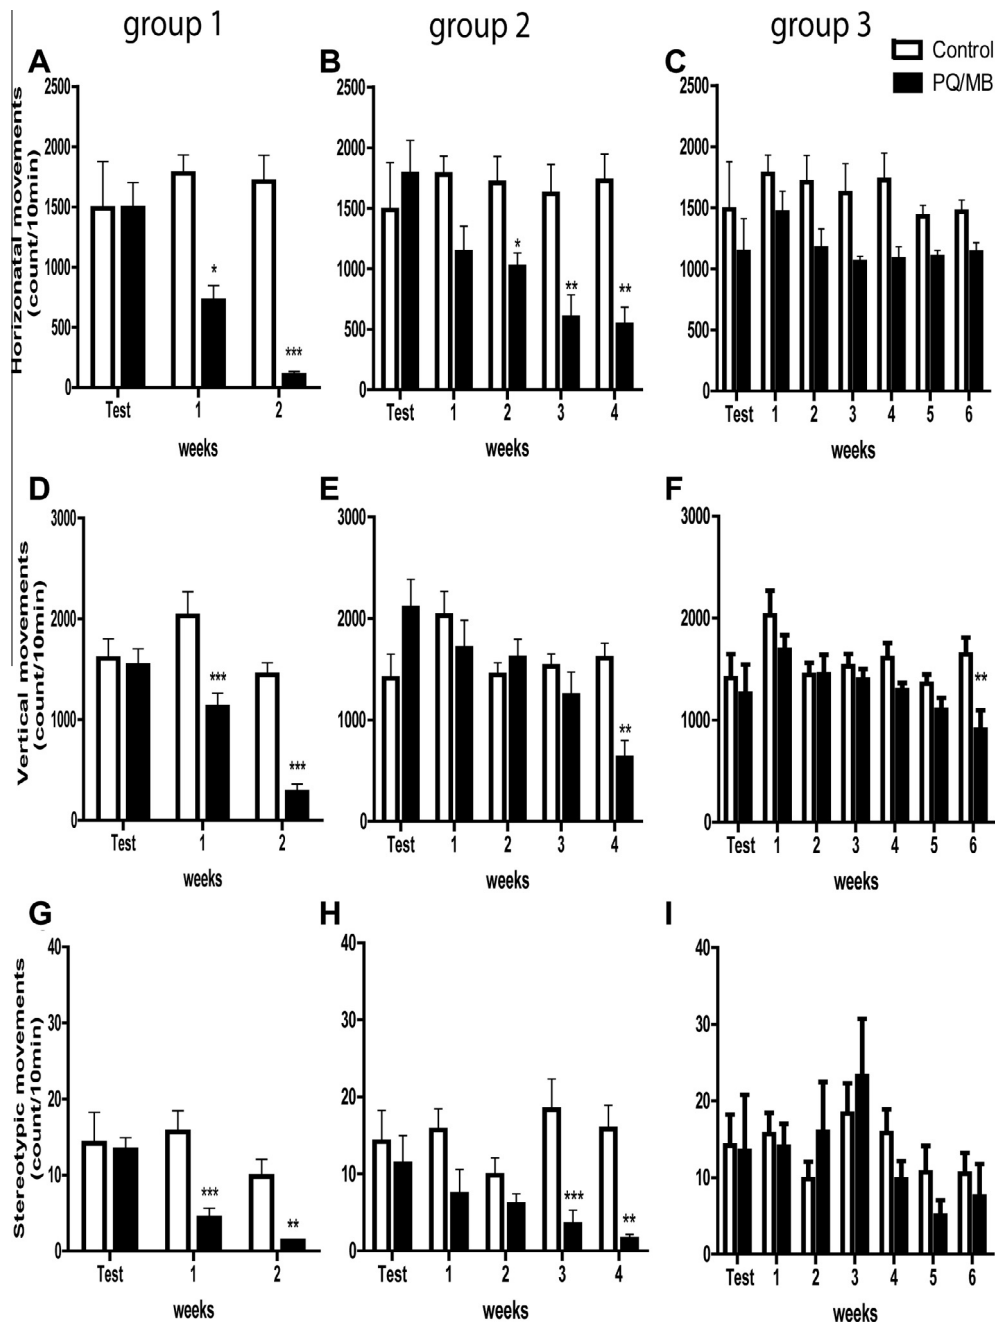 group 1
group 2
group 3
Control
PQ/MB
A
B
C
Horizonatal movements
(count/10min)
2500
2000
1500
1000
500
0
Test 1 2
weeks
2500
2000
1500
1000
500
0
* ***
Test 1 2 3 4
weeks
* ** **
2500
2000
1500
1000
500
0
Test 1 2 3 4 5 6
weeks
D
E
F
Vertical movements
(count/10min)
3000
2000
1000
0
*** ***
Test 1 2
weeks
3000
2000
1000
0
**
Test 1 2 3 4
weeks
3000
2000
1000
0
**
Test 1 2 3 4 5 6
weeks
G
H
I
Stereotypic movements
(count/10min)
40
30
20
10
0
*** **
Test 1 2
weeks
40
30
20
10
0
*** **
Test 1 2 3 4
weeks
40
30
20
10
0
Test 1 2 3 4 5 6
weeks